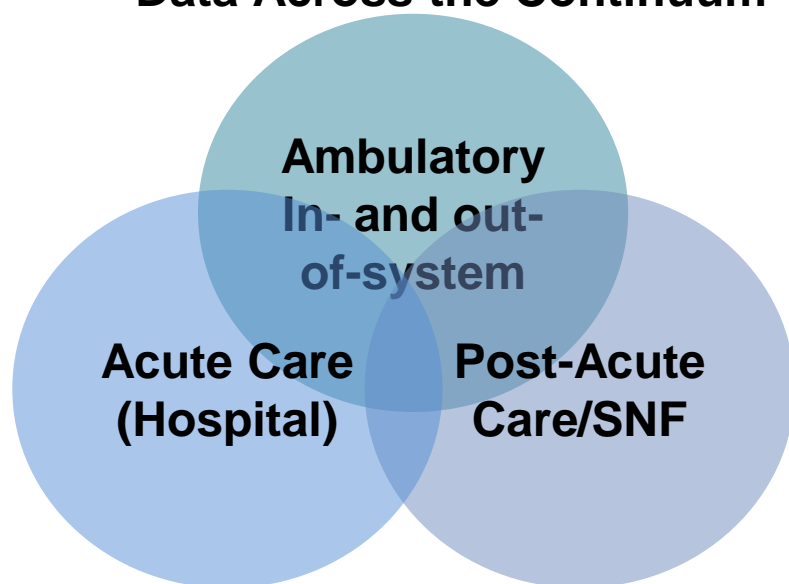 Data Across the Continuum
Ambulatory
In- and out-
of-system
Acute Care
(Hospital)
Post-Acute
Care/SNF